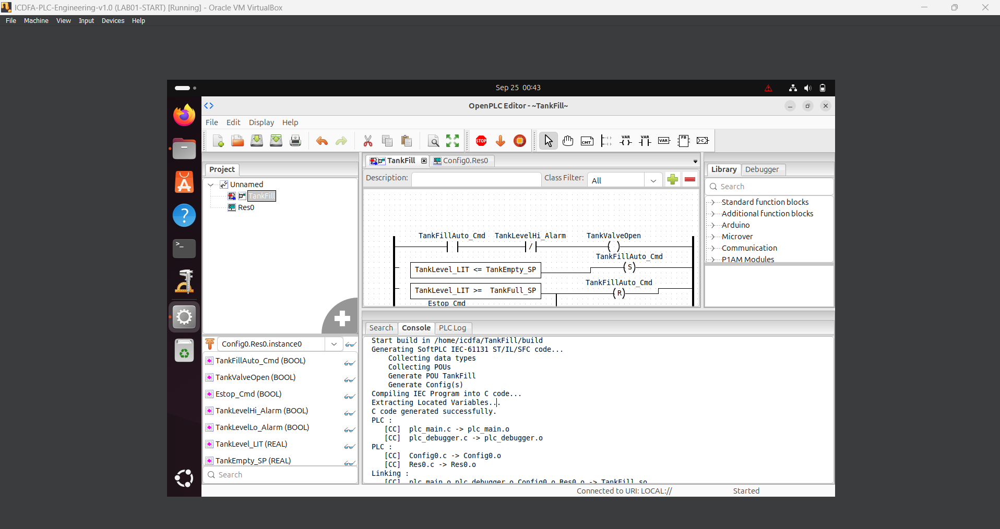 ICDFA-PLC-Engineering-v1.0 (LAB01-START) [Running] - Oracle VM VirtualBox
File Machine View Input Devices Help
Sep 25 00:43
OpenPLC Editor - ~TankFill~
File Edit Display Help
STOP
CMT
VAR
VAR
VAR
FB
>C>
Project
Unnamed
TankFill
Res0
TankFill
Config0.Res0
Description:
Class Filter:
All
TankFillAuto_Cmd TankLevelHi_Alarm TankValveOpen
TankFillAuto_Cmd
TankLevel_LIT <= TankEmpty_SP
S
TankFillAuto_Cmd
TankLevel_LIT >= TankFull_SP
R
Estop_Cmd
Library
Debugger
Search
Standard function blocks
Additional function blocks
Arduino
Microver
Communication
P1AM Modules
Config0.Res0.instance0
TankFillAuto_Cmd (BOOL)
TankValveOpen (BOOL)
Estop_Cmd (BOOL)
TankLevelHi_Alarm (BOOL)
TankLevelLo_Alarm (BOOL)
TankLevel_LIT (REAL)
TankEmpty_SP (REAL)
Search
Search
Console
PLC Log
Start build in /home/icdfa/TankFill/build
Generating SoftPLC IEC-61131 ST/IL/SFC code...
Collecting data types
Collecting POUs
Generate POU TankFill
Generate Config(s)
Compiling IEC Program into C code...
Extracting Located Variables...
C code generated successfully.
PLC :
[CC] plc_main.c -> plc_main.o
[CC] plc_debugger.c -> plc_debugger.o
PLC :
[CC] Config0.c -> Config0.o
[CC] Res0.c -> Res0.o
Linking :
[CC] plc_main.o plc_debugger.o Config0.o Res0.o -> TankFill.so
Connected to URI: LOCAL://
Started